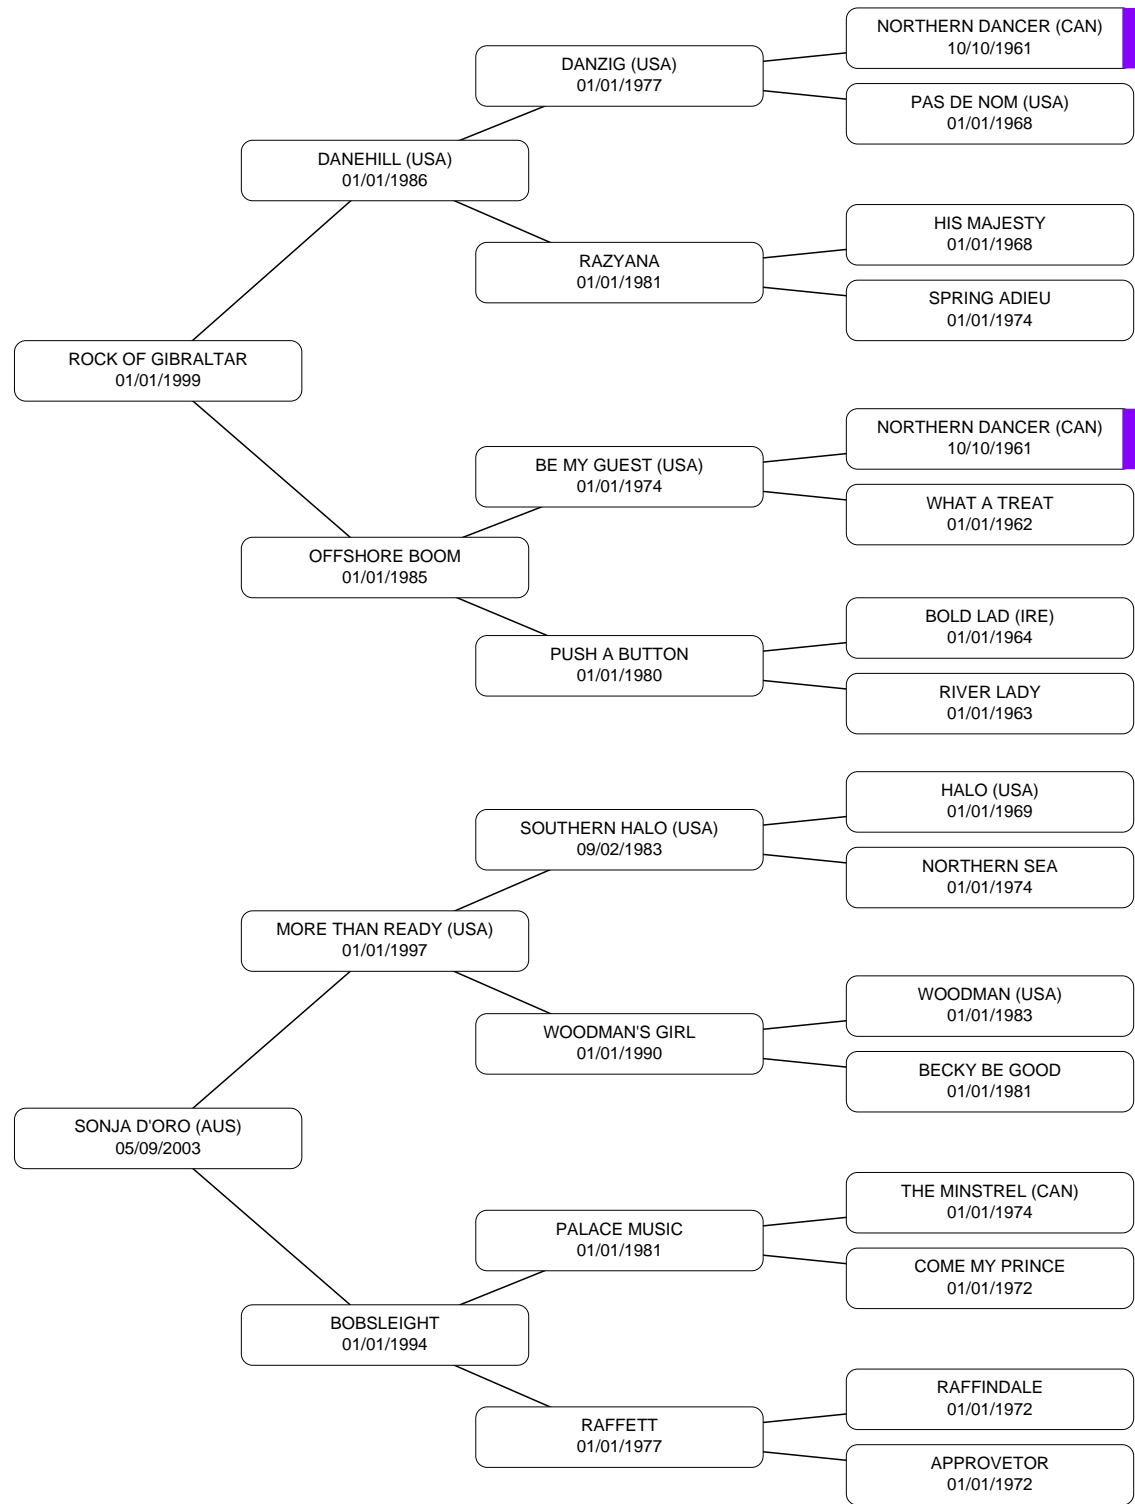 NORTHERN DANCER (CAN)
10/10/1961
DANZIG (USA)
01/01/1977
PAS DE NOM (USA)
01/01/1968
DANEHILL (USA)
01/01/1986
HIS MAJESTY
01/01/1968
RAZYANA
01/01/1981
SPRING ADIEU
01/01/1974
ROCK OF GIBRALTAR
01/01/1999
NORTHERN DANCER (CAN)
10/10/1961
BE MY GUEST (USA)
01/01/1974
WHAT A TREAT
01/01/1962
OFFSHORE BOOM
01/01/1985
BOLD LAD (IRE)
01/01/1964
PUSH A BUTTON
01/01/1980
RIVER LADY
01/01/1963
HALO (USA)
01/01/1969
SOUTHERN HALO (USA)
09/02/1983
NORTHERN SEA
01/01/1974
MORE THAN READY (USA)
01/01/1997
WOODMAN (USA)
01/01/1983
WOODMAN'S GIRL
01/01/1990
BECKY BE GOOD
01/01/1981
SONJA D'ORO (AUS)
05/09/2003
THE MINSTREL (CAN)
01/01/1974
PALACE MUSIC
01/01/1981
COME MY PRINCE
01/01/1972
BOBSLEIGHT
01/01/1994
RAFFINDALE
01/01/1972
RAFFETT
01/01/1977
APPROVETOR
01/01/1972